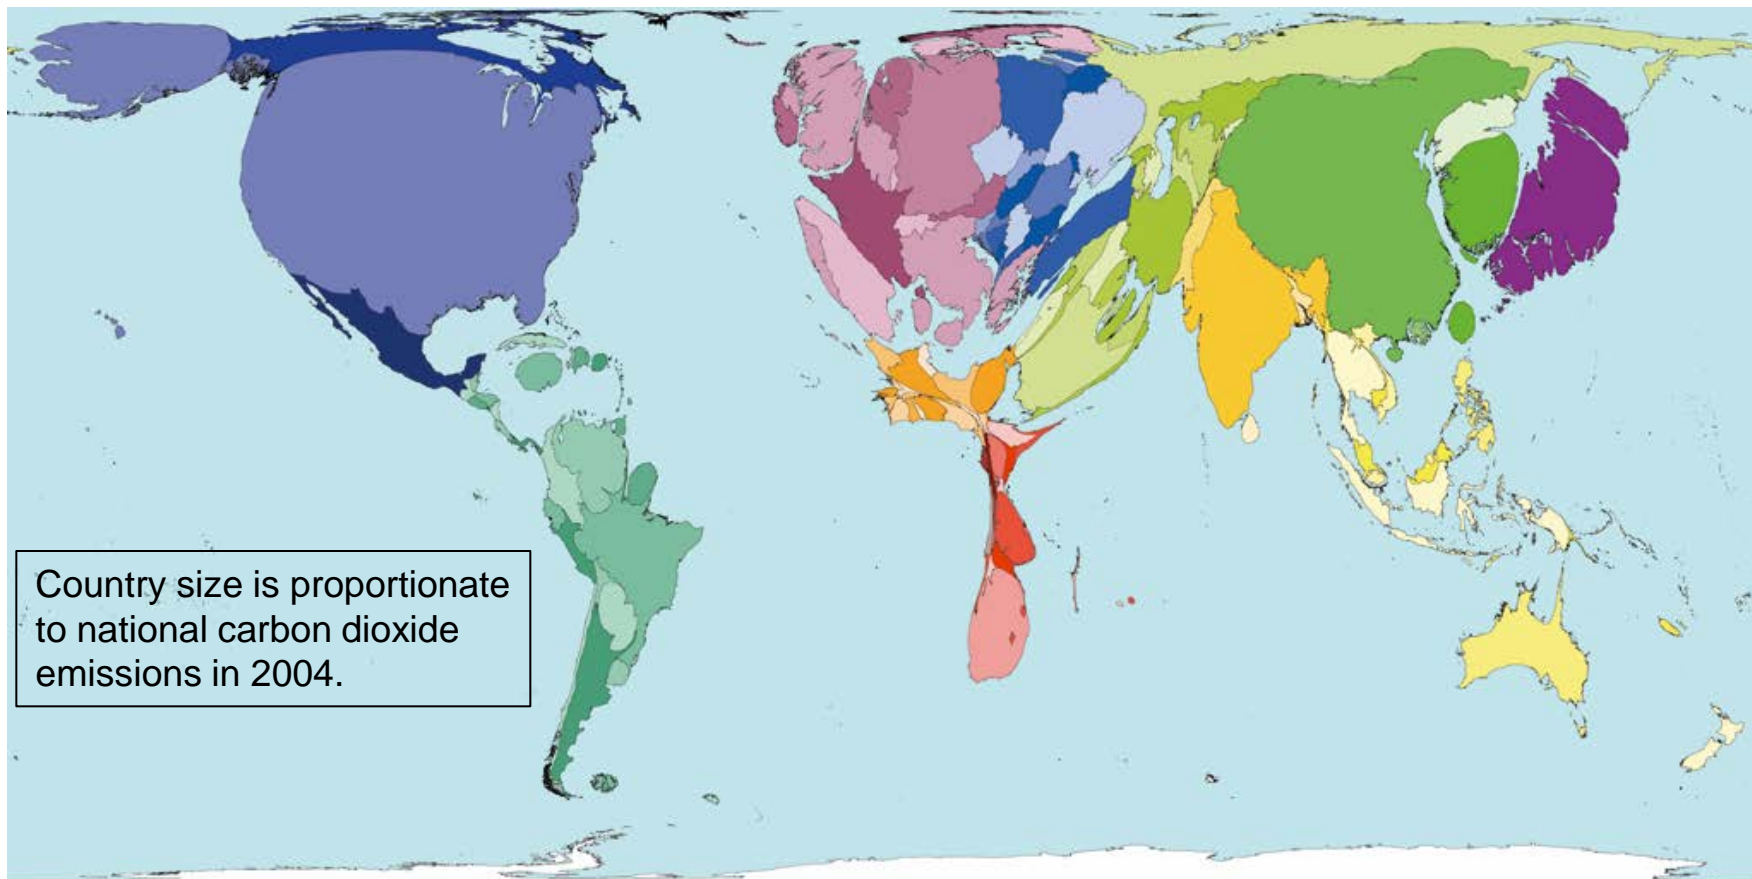 Country size is proportionate
to national carbon dioxide
emissions in 2004.